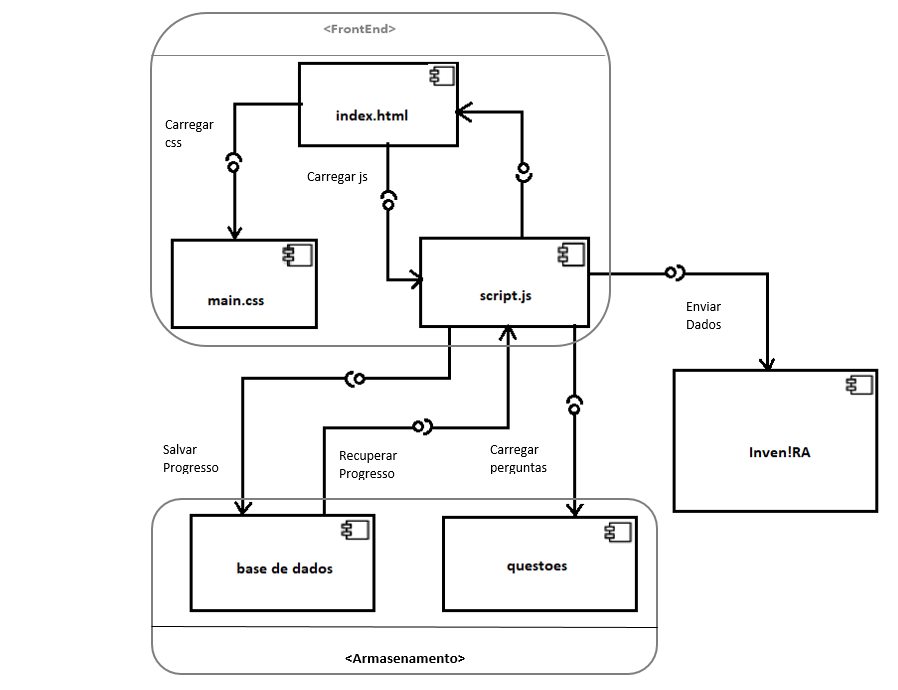 <FrontEnd>
index.html
Carregar
css
Carregar js
main.css
script.js
Enviar
Dados
Inven!RA
Salvar
Progresso
Recuperar
Progresso
Carregar
perguntas
base de dados
questoes
<Armasenamento>